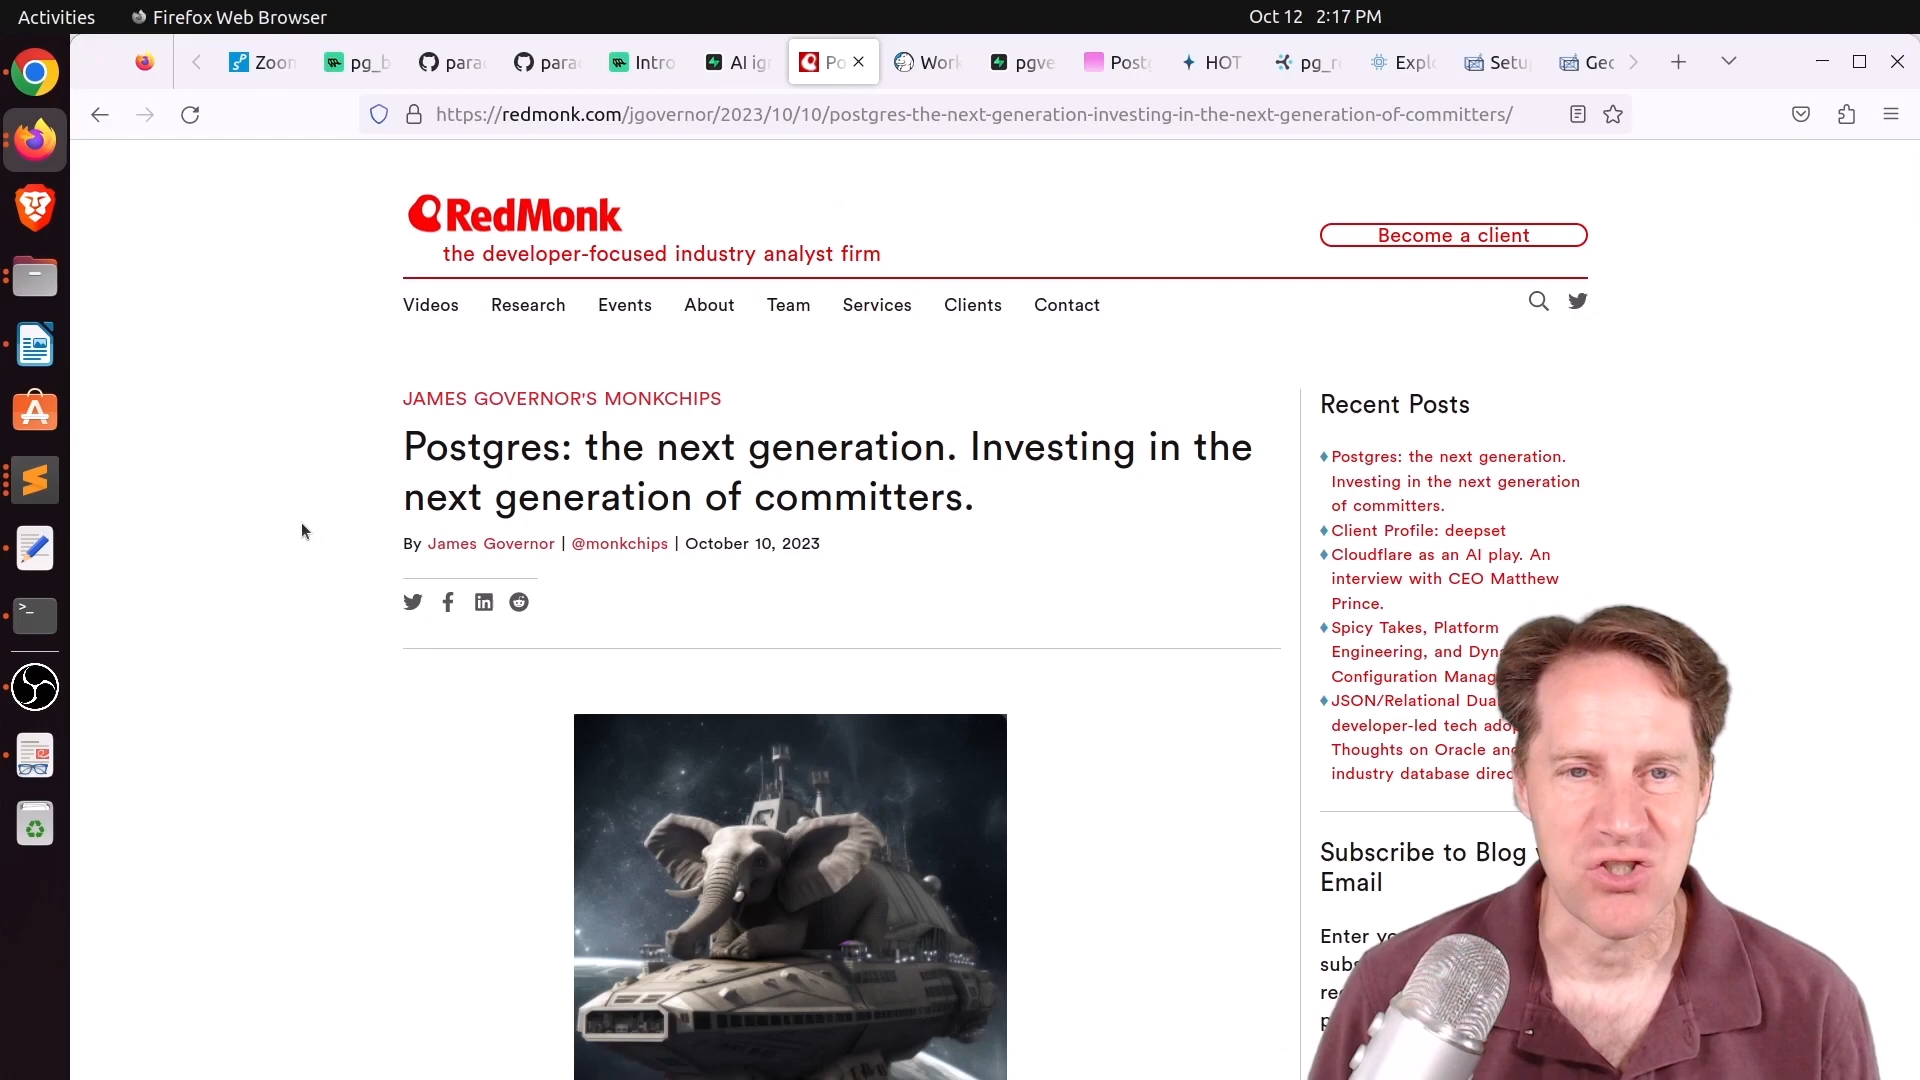 Activities
Firefox Web Browser
Oct 12 2:17 PM
Zoom
pg_b
para
para
Intro
AI ig
Po
Work
pgve
Postg
HOT
pg_r
Explo
Setu
Geo
https://redmonk.com/jgovernor/2023/10/10/postgres-the-next-generation-investing-in-the-next-generation-of-committers/
RedMonk
the developer-focused industry analyst firm
Become a client
Videos Research Events About Team Services Clients Contact
JAMES GOVERNOR'S MONKCHIPS
Postgres: the next generation. Investing in the
next generation of committers.
By James Governor | @monkchips | October 10, 2023
Recent Posts
Postgres: the next generation.
Investing in the next generation
of committers.
Client Profile: deepset
Cloudflare as an AI play. An
interview with CEO Matthew
Prince.
Spicy Takes, Platform
Engineering, and Dyna
Configuration Manag
JSON/Relational Dua
developer-led tech ado
Thoughts on Oracle and
industry database direc
Subscribe to Blog
Email
Enter yo
subs
re
p